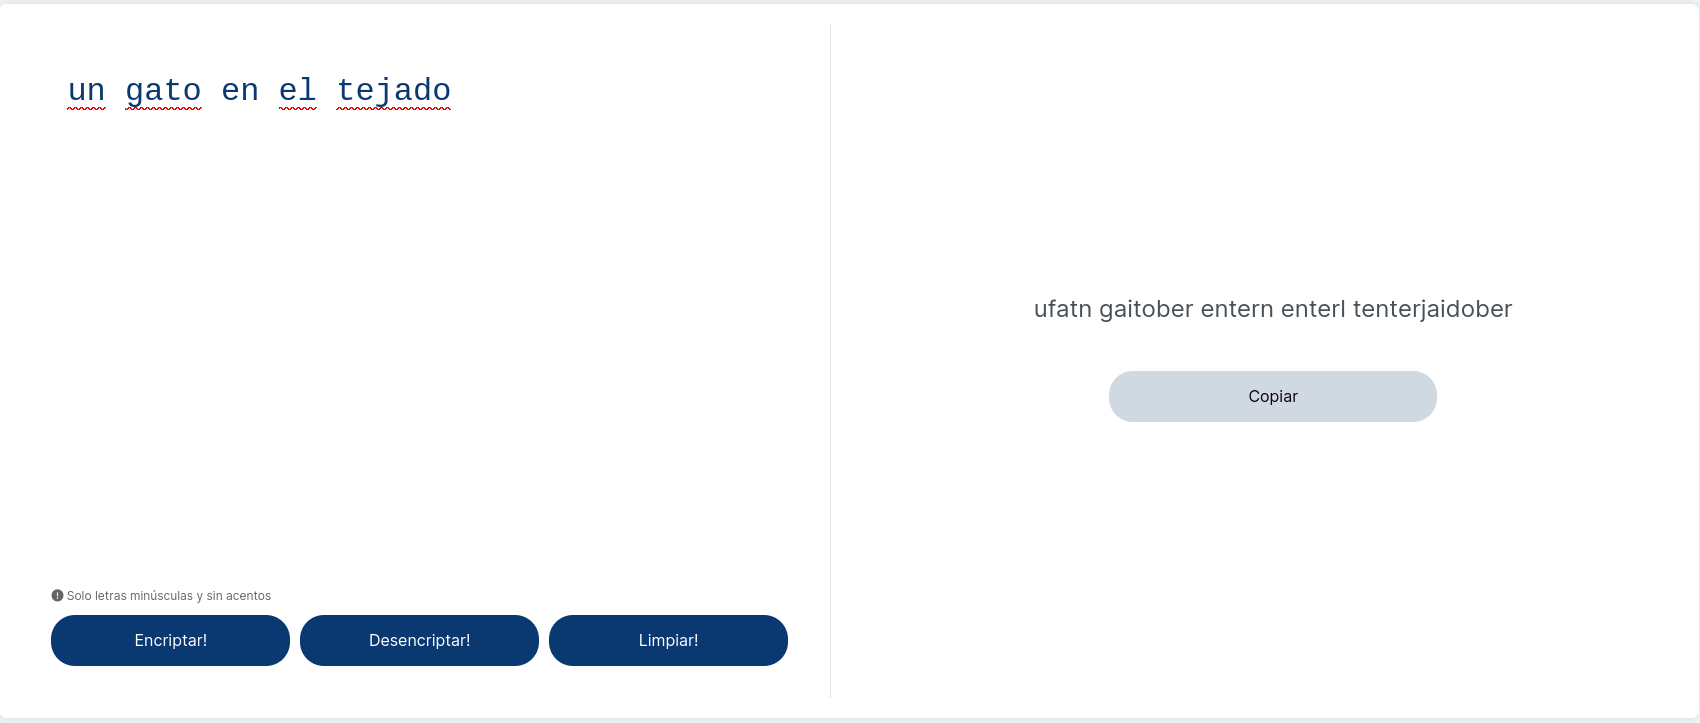 un gato en el tejado
ufatn gaitober entern enterl tenterjaidober
Copiar
Solo letras minúsculas y sin acentos
Encriptar!
Desencriptar!
Limpiar!